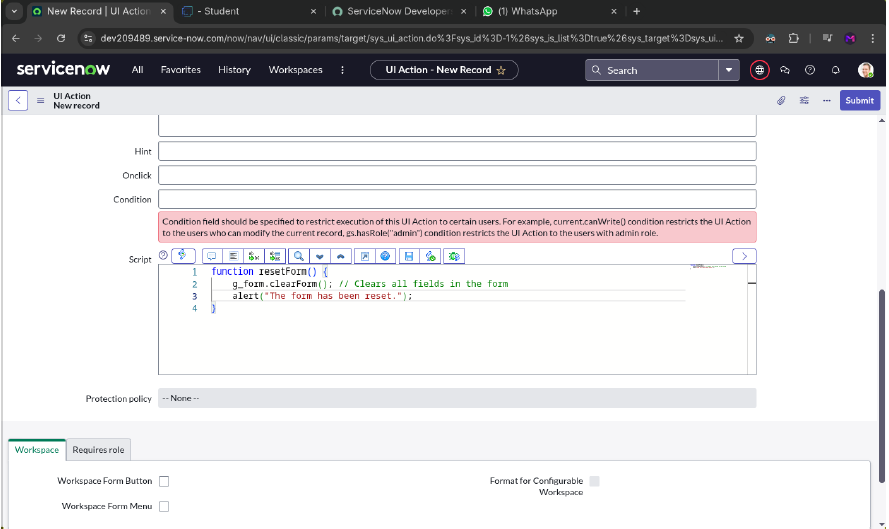 New Record | UI Action
- Student
ServiceNow Developer
(1) WhatsApp
dev209489.service-now.com/now/nav/ui/classic/params/target/sys_ui_action.do%3Fsys_id%3D-1%26sys_is_list%3Dtrue%26sys_target%3Dsys_ui...
servicenow
All
Favorites
History
Workspaces
UI Action - New Record
Search
UI Action
New record
Submit
Hint
Onclick
Condition
Condition field should be specified to restrict execution of this UI Action to certain users. For example, current.canWrite() condition restricts the UI Action
to the users who can modify the current record, gs.hasRole("admin") condition restricts the UI Action to the users with admin role.
Script
1 function resetForm() {
2 g_form.clearForm(); // Clears all fields in the form
3 alert("The form has been reset.");
4 }
Protection policy
-- None --
Workspace
Requires role
Workspace Form Button
Format for Configurable
Workspace
Workspace Form Menu